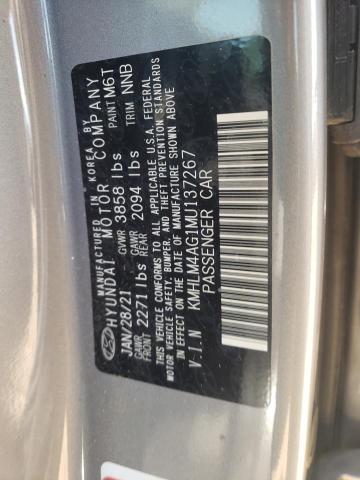 MANUFACTURED IN KOREA BY
HYUNDAI MOTOR COMPANY
JAN/28/21 GVWR 3858 lbs PAINT M6T
GAWR FRONT 2271 lbs GAWR REAR 2094 lbs TRIM NNB
THIS VEHICLE CONFORMS TO ALL APPLICABLE U.S.A. FEDERAL
MOTOR VEHICLE SAFETY, BUMPER, AND THEFT PREVENTION STANDARDS
IN EFFECT ON THE DATE OF MANUFACTURE SHOWN ABOVE
V.I.N KMHLM4AG1MU137267
PASSENGER CAR